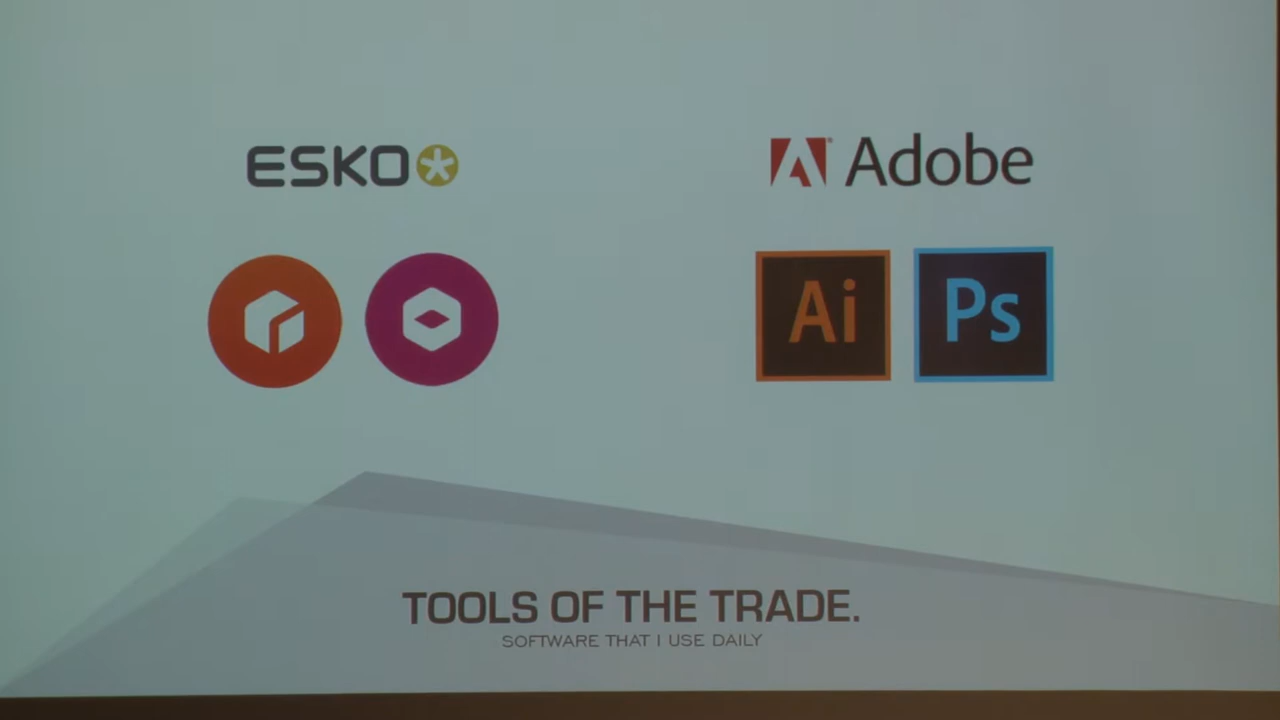 ESKO
Adobe
Ai
Ps
TOOLS OF THE TRADE.
SOFTWARE THAT I USE DAILY